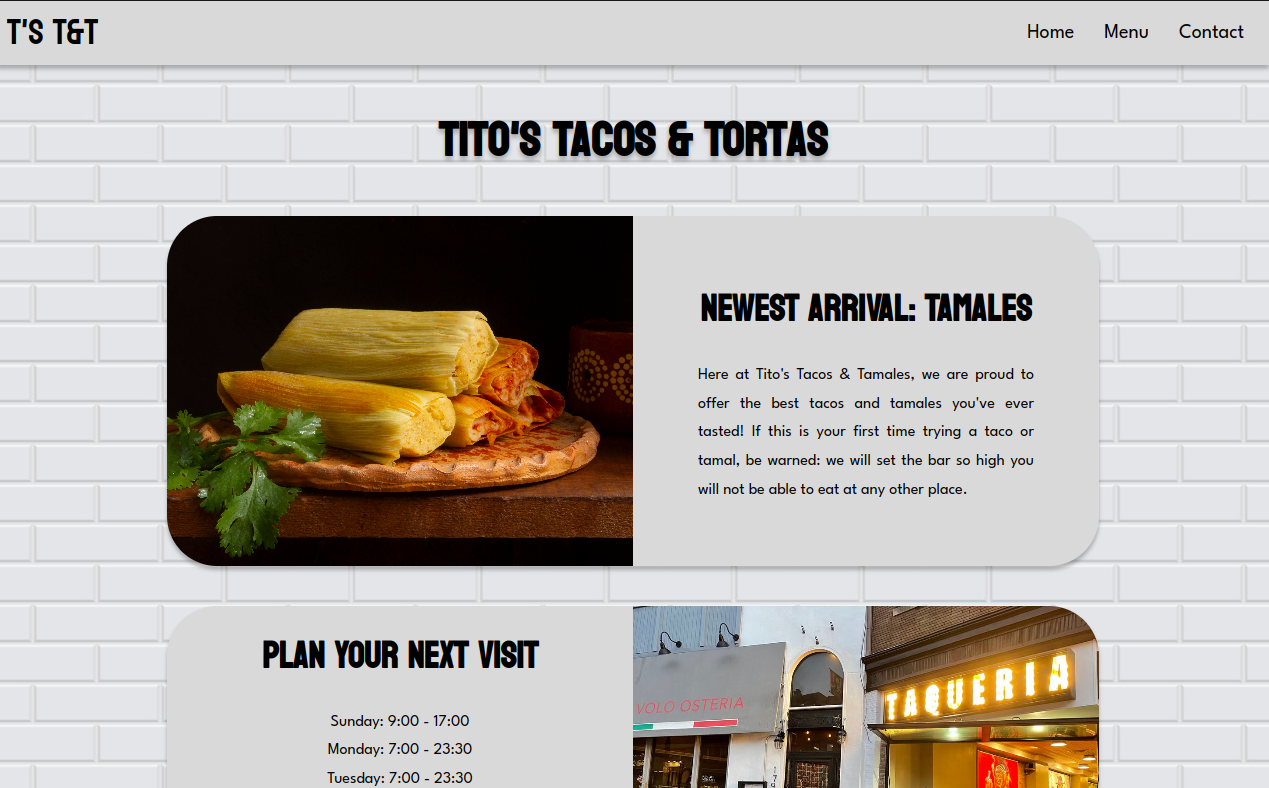 T'S T&T
Home Menu Contact
TITO'S TACOS & TORTAS
NEWEST ARRIVAL: TAMALES
Here at Tito's Tacos & Tamales, we are proud to
offer the best tacos and tamales you've ever
tasted! If this is your first time trying a taco or
tamal, be warned: we will set the bar so high you
will not be able to eat at any other place.
PLAN YOUR NEXT VISIT
Sunday: 9:00 - 17:00
Monday: 7:00 - 23:30
Tuesday: 7:00 - 23:30
VOLO OSTERIA
TAQUERIA